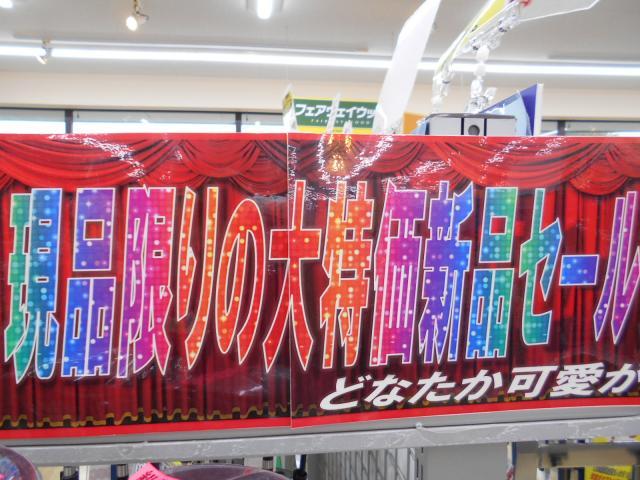 フェアウェイウッ
現品限りの大特価新品セール
どなたか可愛が